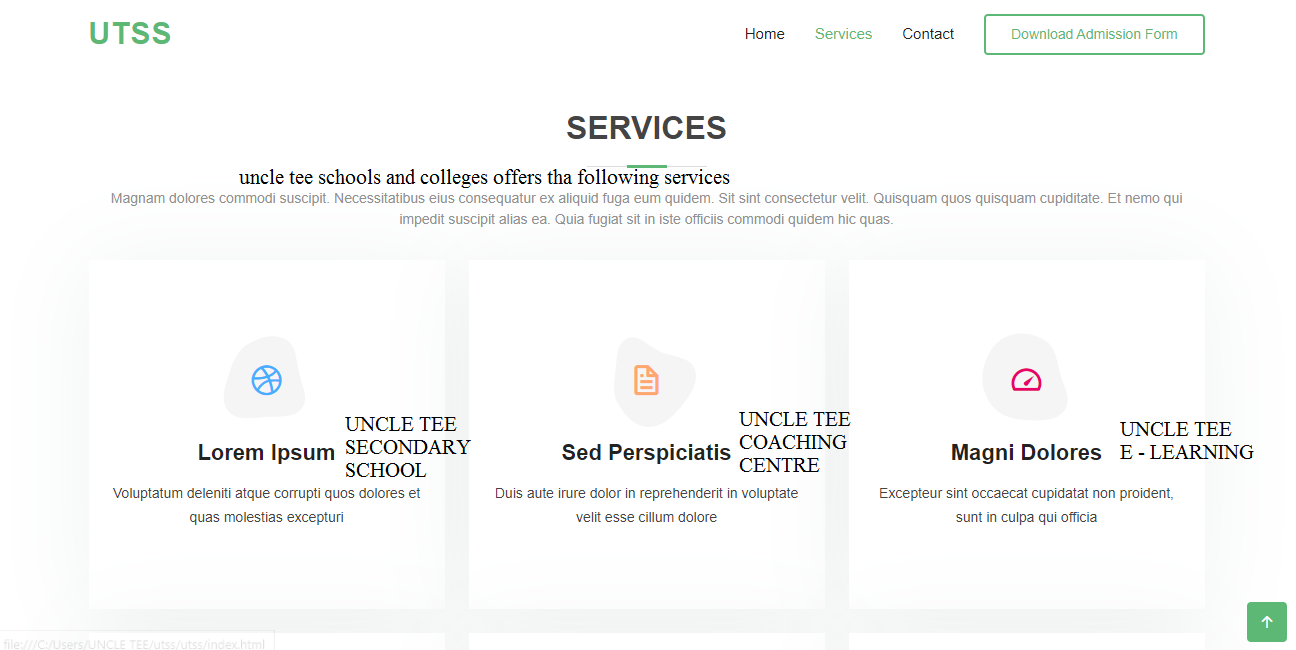 UTSS
Home Services Contact Download Admission Form
SERVICES
uncle tee schools and colleges offers tha following services
Magnam dolores commodi suscipit. Necessitatibus eius consequatur ex aliquid fuga eum quidem. Sit sint consectetur velit. Quisquam quos quisquam cupiditate. Et nemo qui
impedit suscipit alias ea. Quia fugiat sit in iste officiis commodi quidem hic quas.
Lorem Ipsum
UNCLE TEE
SECONDARY
SCHOOL
Voluptatum deleniti atque corrupti quos dolores et
quas molestias excepturi
Sed Perspiciatis
UNCLE TEE
COACHING
CENTRE
Duis aute irure dolor in reprehenderit in voluptate
velit esse cillum dolore
Magni Dolores
UNCLE TEE
E - LEARNING
Excepteur sint occaecat cupidatat non proident,
sunt in culpa qui officia
file:///C:/Users/UNCLE TEE/utss/utss/index.html